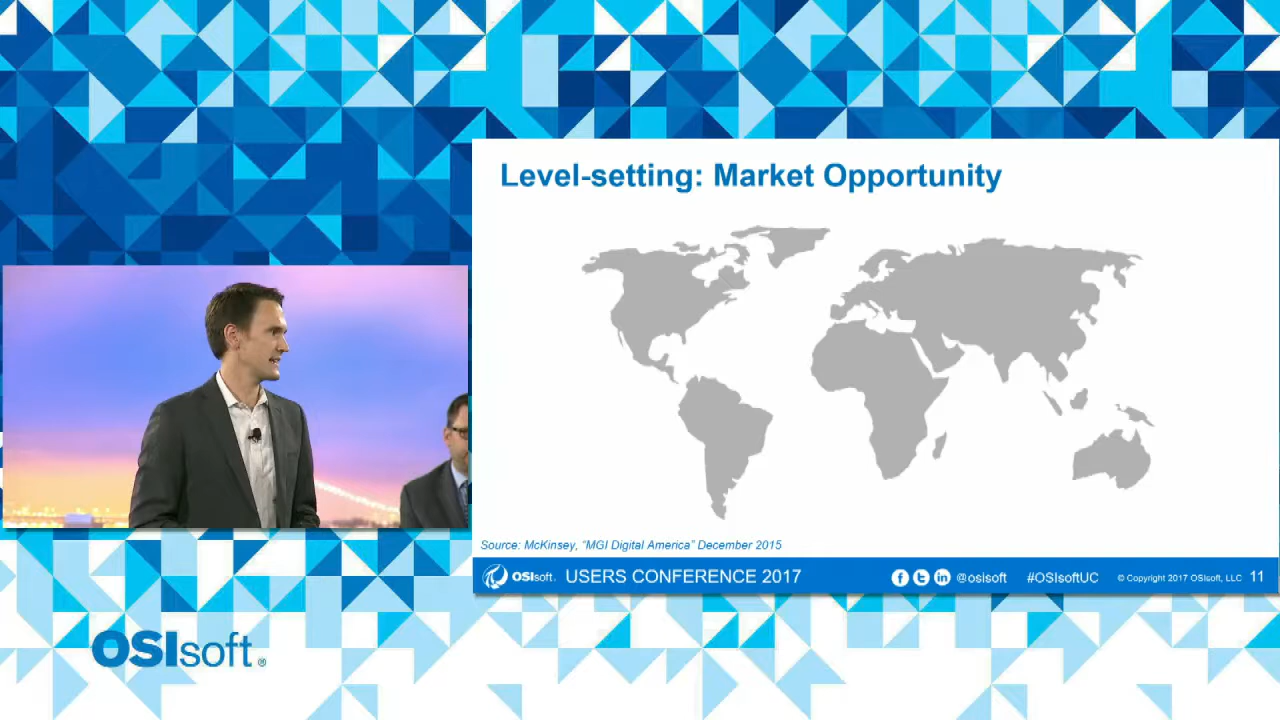 Level-setting: Market Opportunity
Source: McKinsey, “MGI Digital America” December 2015
OSIsoft. USERS CONFERENCE 2017 @osisoft #OSIsoftUC © Copyright 2017 OSIsoft, LLC 11
OSIsoft®